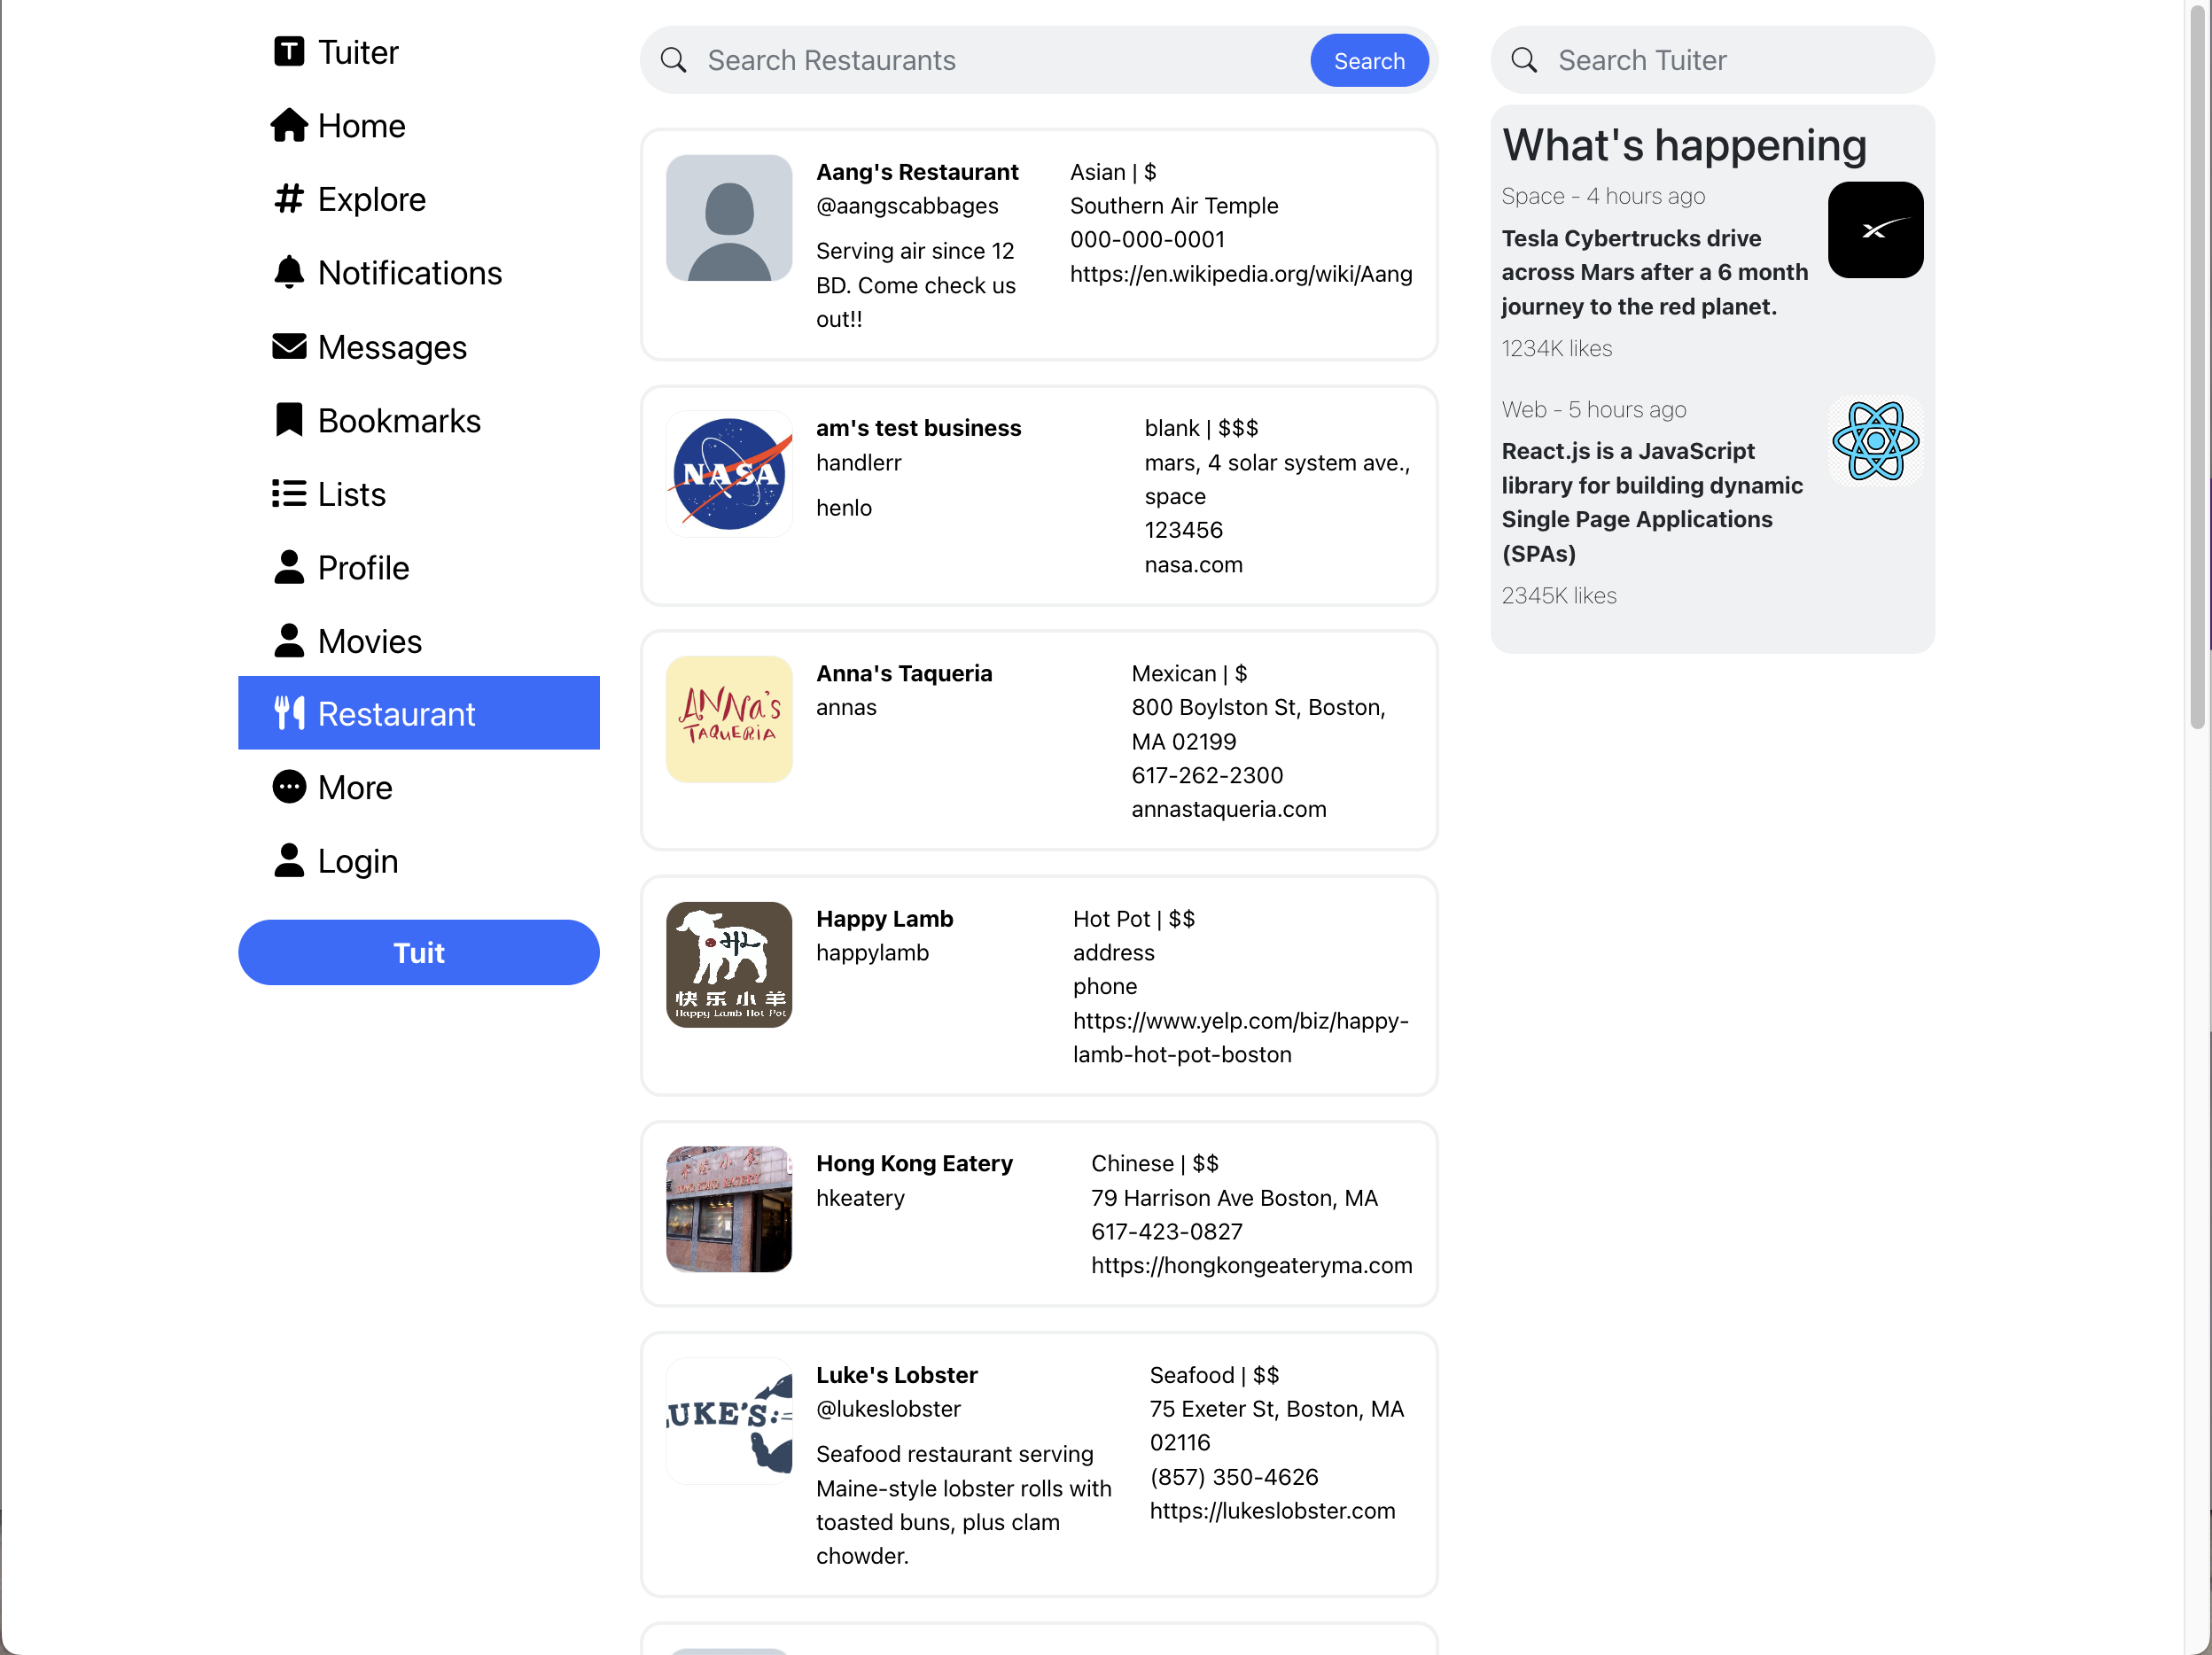 Tuiter
Home
Explore
Notifications
Messages
Bookmarks
Lists
Profile
Movies
Restaurant
More
Login
Tuit
Search Restaurants
Search
Aang's Restaurant
@aangscabbages
Serving air since 12
BD. Come check us
out!!
Asian | $
Southern Air Temple
000-000-0001
https://en.wikipedia.org/wiki/Aang
NASA
am's test business
handlerr
henlo
blank | $$$
mars, 4 solar system ave.,
space
123456
nasa.com
ANNa's
TAQUERIA
Anna's Taqueria
annas
Mexican | $
800 Boylston St, Boston,
MA 02199
617-262-2300
annastaqueria.com
HL
快乐小羊
Happy Lamb Hot Pot
Happy Lamb
happylamb
Hot Pot | $$
address
phone
https://www.yelp.com/biz/happy-
lamb-hot-pot-boston
HONG KONG EATERY
Hong Kong Eatery
hkeatery
Chinese | $$
79 Harrison Ave Boston, MA
617-423-0827
https://hongkongeateryma.com
LUKE'S
Luke's Lobster
@lukeslobster
Seafood restaurant serving
Maine-style lobster rolls with
toasted buns, plus clam
chowder.
Seafood | $$
75 Exeter St, Boston, MA
02116
(857) 350-4626
https://lukeslobster.com
Search Tuiter
What's happening
Space - 4 hours ago
Tesla Cybertrucks drive
across Mars after a 6 month
journey to the red planet.
1234K likes
Web - 5 hours ago
React.js is a JavaScript
library for building dynamic
Single Page Applications
(SPAs)
2345K likes